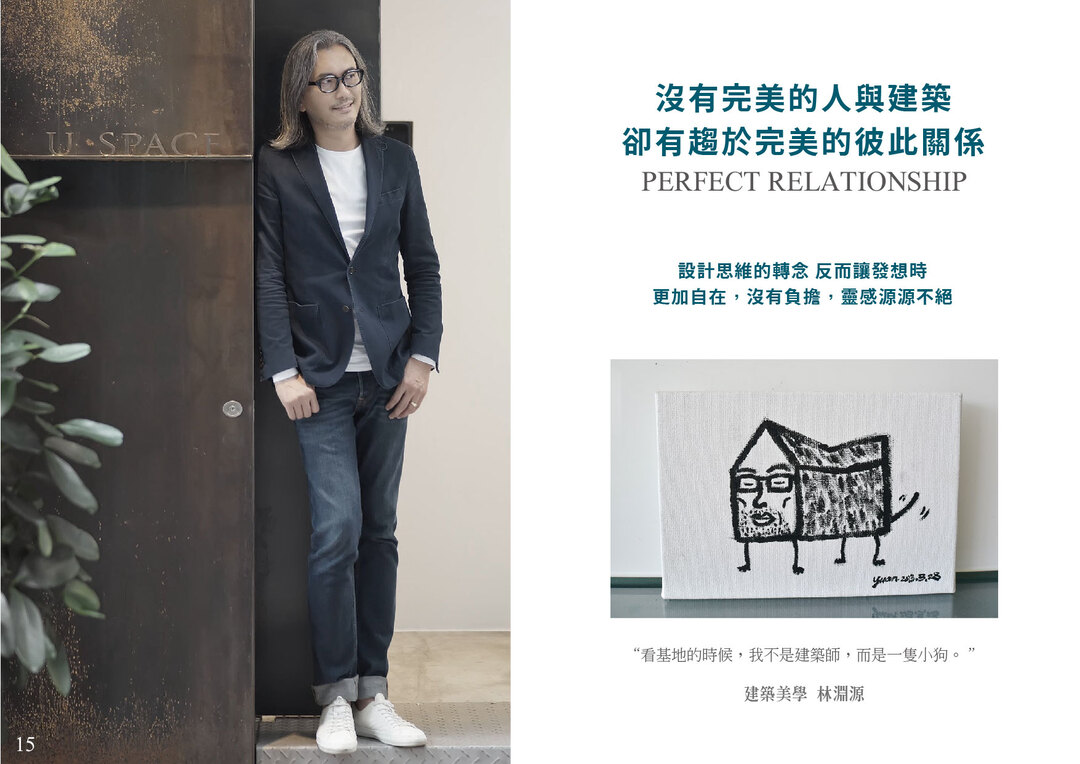 U SPACE
15
沒有完美的人與建築
卻有趨於完美的彼此關係
PERFECT RELATIONSHIP
設計思維的轉念 反而讓發想時
更加自在，沒有負擔，靈感源源不絕
“看基地的時候，我不是建築師，而是一隻小狗。”
建築美學 林淵源